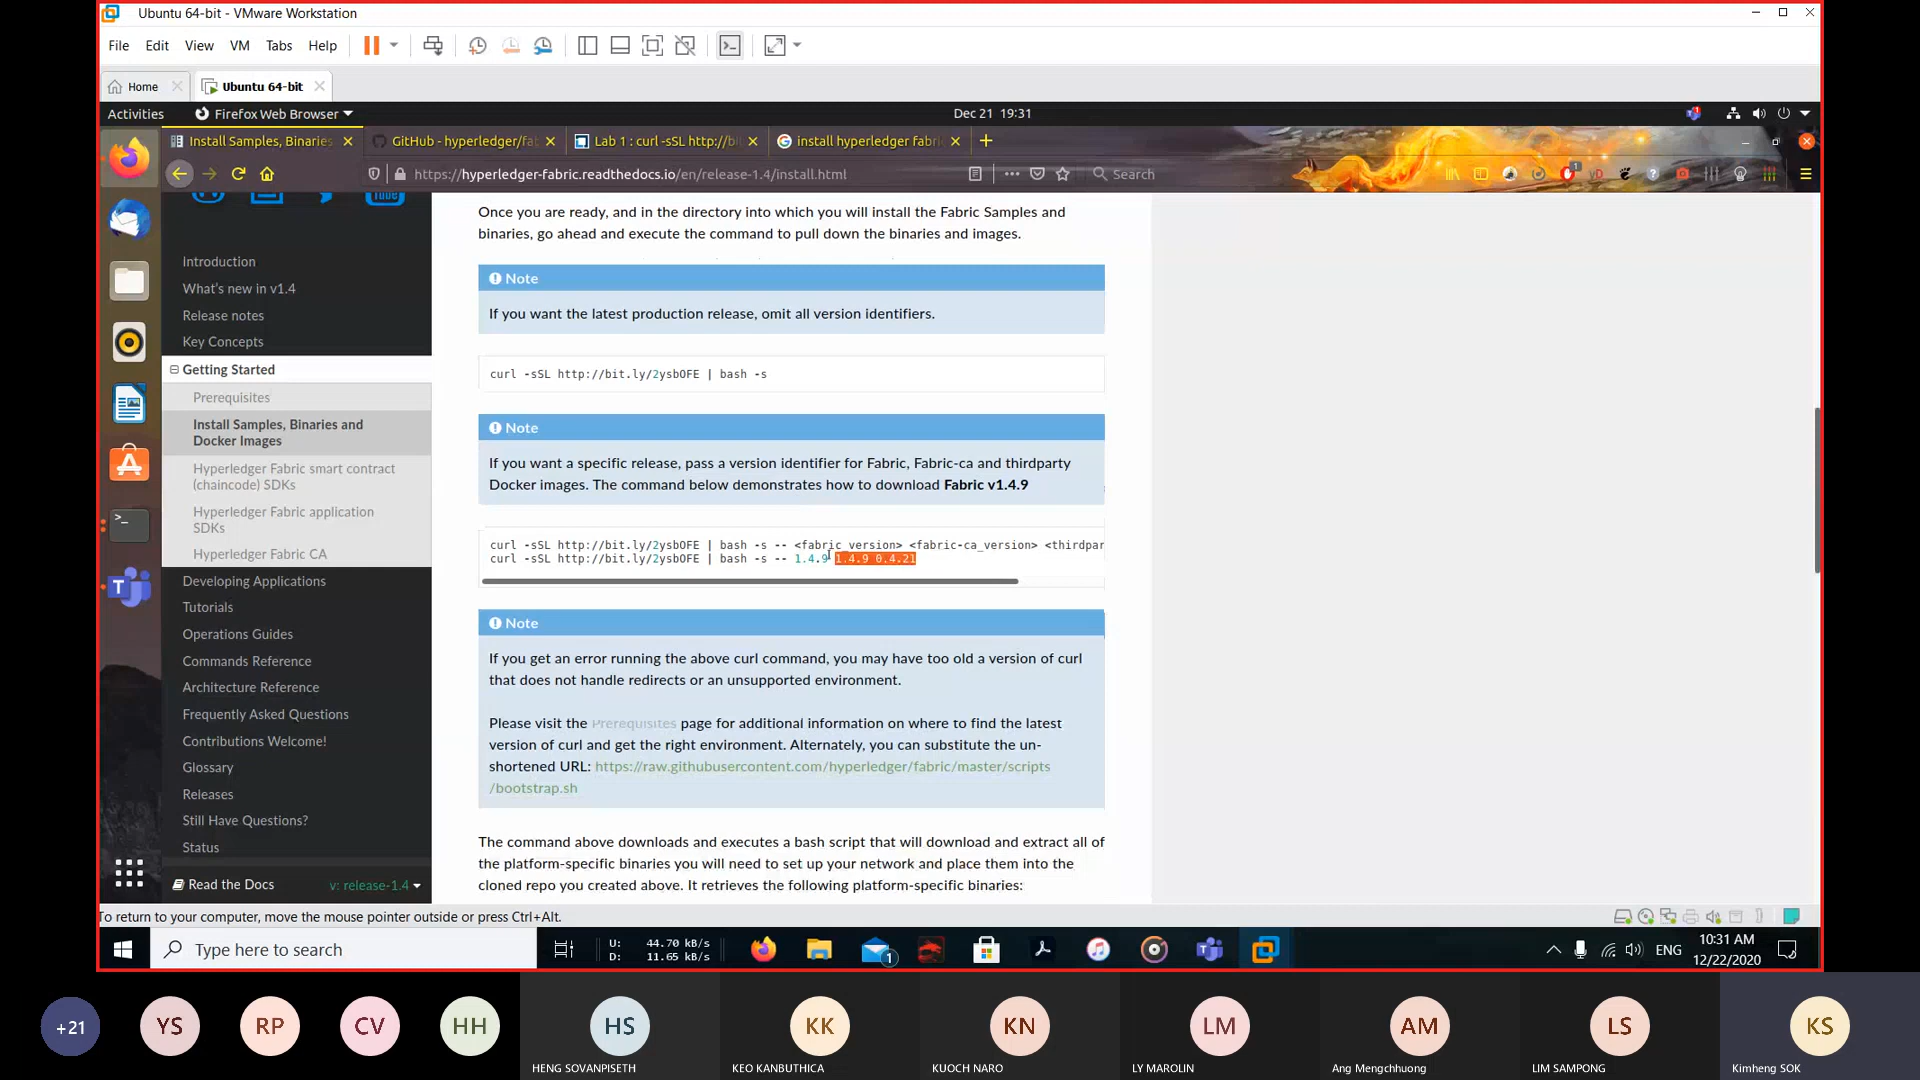 Ubuntu 64-bit - VMware Workstation
File Edit View VM Tabs Help
Home Ubuntu 64-bit
Activities Firefox Web Browser Dec 21 19:31
Install Samples, Binaries GitHub - hyperledger/fa Lab 1 : curl -sSL http://bi install hyperledger fabri
https://hyperledger-fabric.readthedocs.io/en/release-1.4/install.html Search
You
Introduction
What's new in v1.4
Release notes
Key Concepts
Getting Started
Prerequisites
Install Samples, Binaries and
Docker Images
Hyperledger Fabric smart contract
(chaincode) SDKs
Hyperledger Fabric application
SDKs
Hyperledger Fabric CA
Developing Applications
Tutorials
Operations Guides
Commands Reference
Architecture Reference
Frequently Asked Questions
Contributions Welcome!
Glossary
Releases
Still Have Questions?
Status
Read the Docs v: release-1.4
Once you are ready, and in the directory into which you will install the Fabric Samples and
binaries, go ahead and execute the command to pull down the binaries and images.
Note
If you want the latest production release, omit all version identifiers.
curl -sSL http://bit.ly/2ysbOFE | bash -s
Note
If you want a specific release, pass a version identifier for Fabric, Fabric-ca and thirdparty
Docker images. The command below demonstrates how to download Fabric v1.4.9
curl -sSL http://bit.ly/2ysbOFE | bash -s -- <fabric_version> <fabric-ca_version> <thirdpar
curl -sSL http://bit.ly/2ysbOFE | bash -s -- 1.4.9 1.4.9 0.4.21
Note
If you get an error running the above curl command, you may have too old a version of curl
that does not handle redirects or an unsupported environment.
Please visit the Prerequisites page for additional information on where to find the latest
version of curl and get the right environment. Alternately, you can substitute the un-
shortened URL: https://raw.githubusercontent.com/hyperledger/fabric/master/scripts
/bootstrap.sh
The command above downloads and executes a bash script that will download and extract all of
the platform-specific binaries you will need to set up your network and place them into the
cloned repo you created above. It retrieves the following platform-specific binaries:
To return to your computer, move the mouse pointer outside or press Ctrl+Alt.
Type here to search
U: 44.70 kB/s
D: 11.65 kB/s
1
ENG
10:31 AM
12/22/2020
+21 YS RP CV HH HS KK KN LM AM LS KS
HENG SOVANPISETH KEO KANBUTHICA KUOCH NARO LY MAROLIN Ang Mengchhuong LIM SAMPONG Kimheng SOK